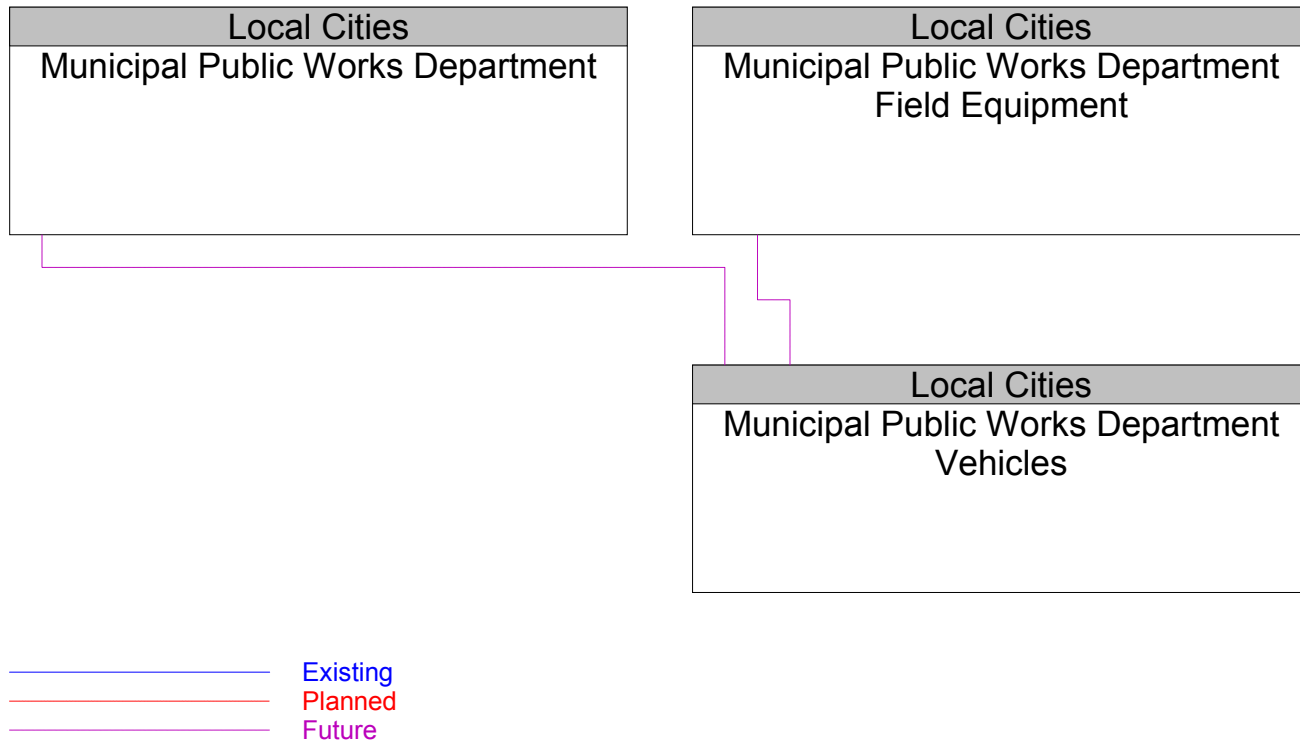 Local Cities
Municipal Public Works Department
Local Cities
Municipal Public Works Department
Field Equipment
Local Cities
Municipal Public Works Department
Vehicles
Existing
Planned
Future